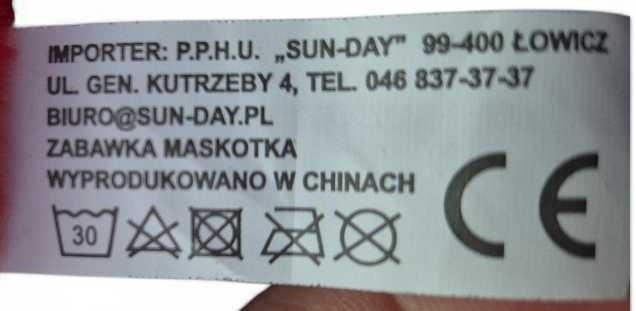 IMPORTER: P.P.H.U. „SUN-DAY” 99-400 ŁOWICZ
UL. GEN. KUTRZEBY 4, TEL. 046 837-37-37
BIURO@SUN-DAY.PL
ZABAWKA MASKOTKA
WYPRODUKOWANO W CHINACH
30
CE